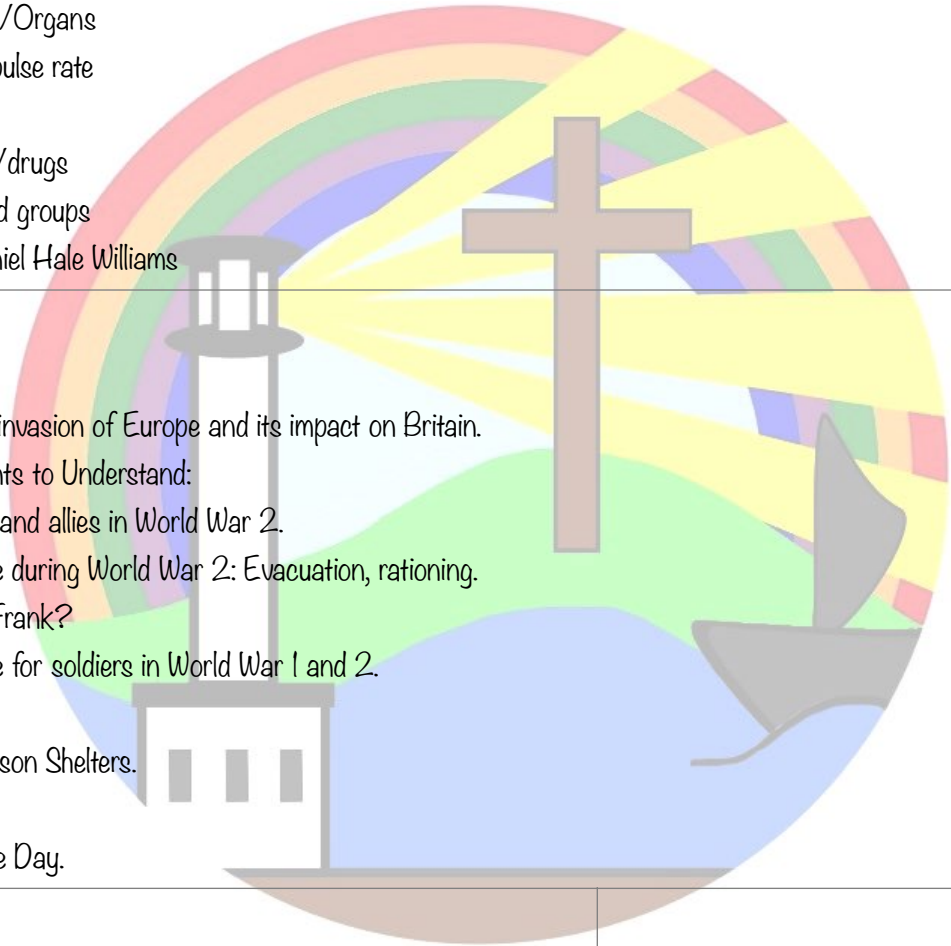 /Organs
pulse rate
/drugs
d groups
niel Hale Williams
invasion of Europe and its impact on Britain.
nts to Understand:
and allies in World War 2.
e during World War 2: Evacuation, rationing.
Frank?
e for soldiers in World War 1 and 2.
son Shelters.
e Day.